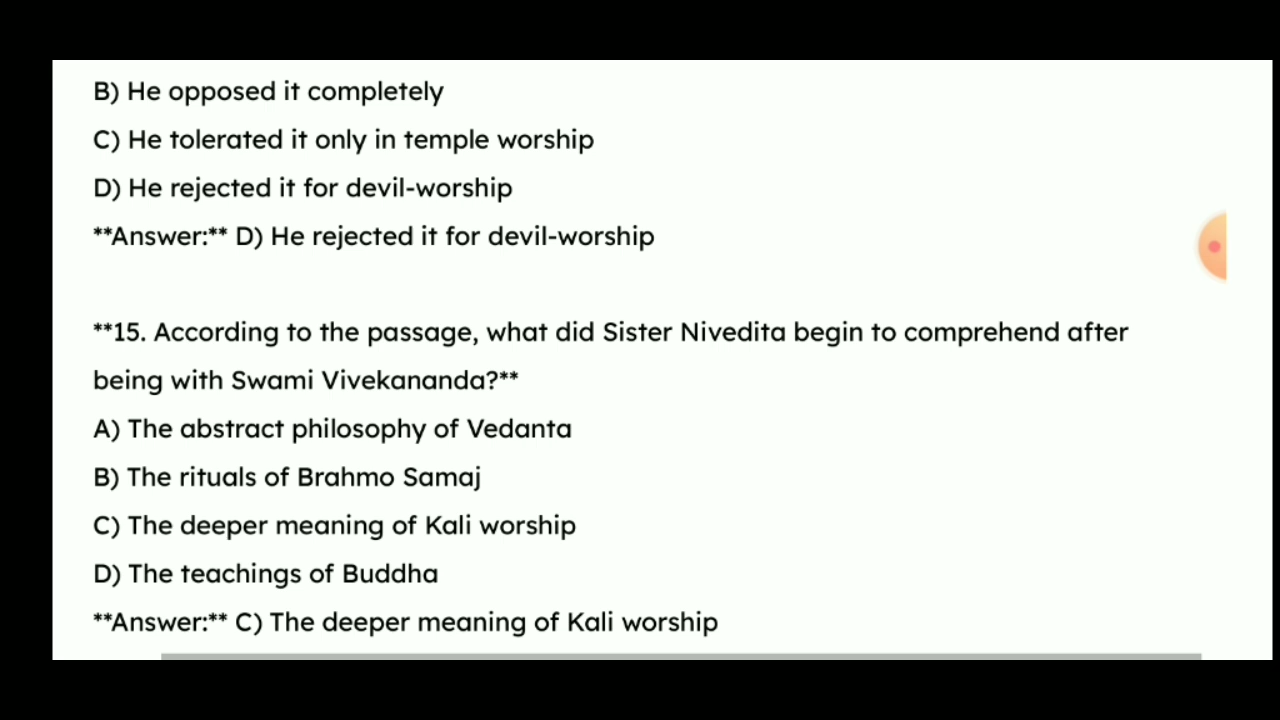 B) He opposed it completely
C) He tolerated it only in temple worship
D) He rejected it for devil-worship
**Answer:** D) He rejected it for devil-worship
**15. According to the passage, what did Sister Nivedita begin to comprehend after
being with Swami Vivekananda?**
A) The abstract philosophy of Vedanta
B) The rituals of Brahmo Samaj
C) The deeper meaning of Kali worship
D) The teachings of Buddha
**Answer:** C) The deeper meaning of Kali worship